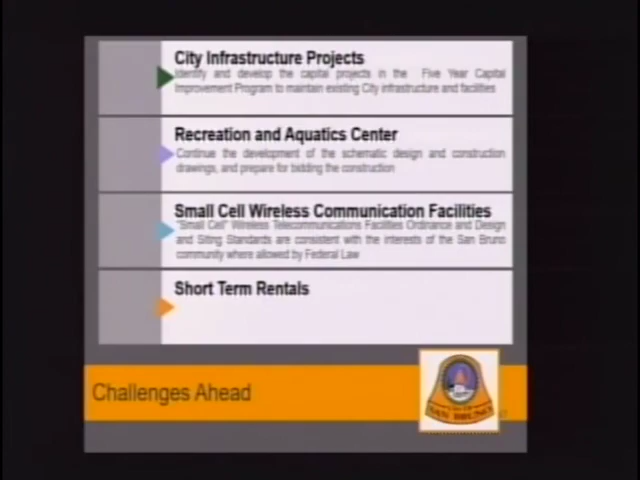 City Infrastructure Projects
Identify and develop the capital projects in the Five Year Capital
Improvement Program to maintain existing City infrastructure and facilities
Recreation and Aquatics Center
Continue the development of the schematic design and construction
drawings, and prepare for bidding the construction
Small Cell Wireless Communication Facilities
"Small Cell" Wireless Telecommunications Facilities Ordinance and Design
and Siting Standards are consistent with the interests of the San Bruno
community where allowed by Federal Law
Short Term Rentals
Challenges Ahead
CITY OF
SAN BRUNO